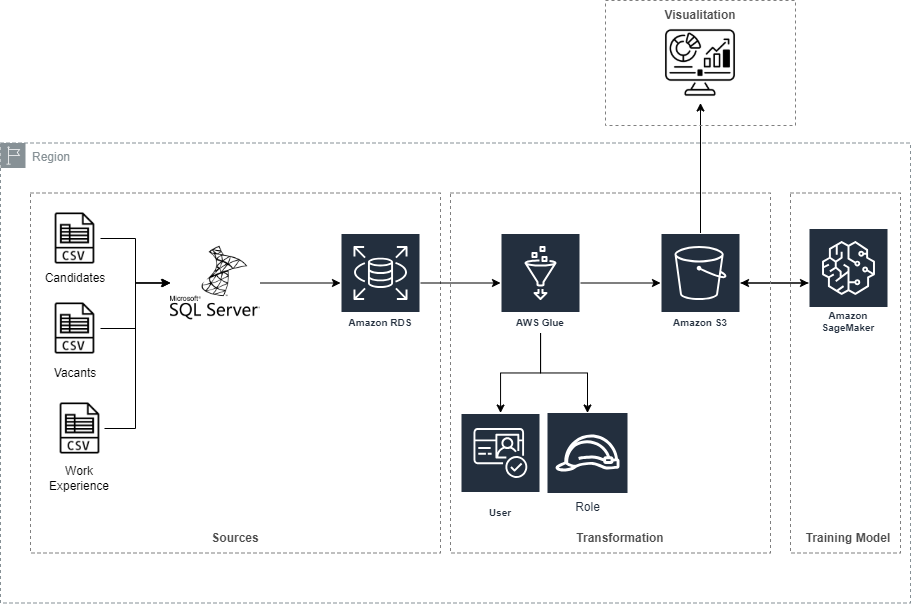 Visualitation
Region
CSV
Candidates
CSV
Vacants
CSV
Work
Experience
Microsoft®
SQL Server
Amazon RDS
Sources
AWS Glue
Amazon S3
User
Role
Transformation
Amazon
SageMaker
Training Model